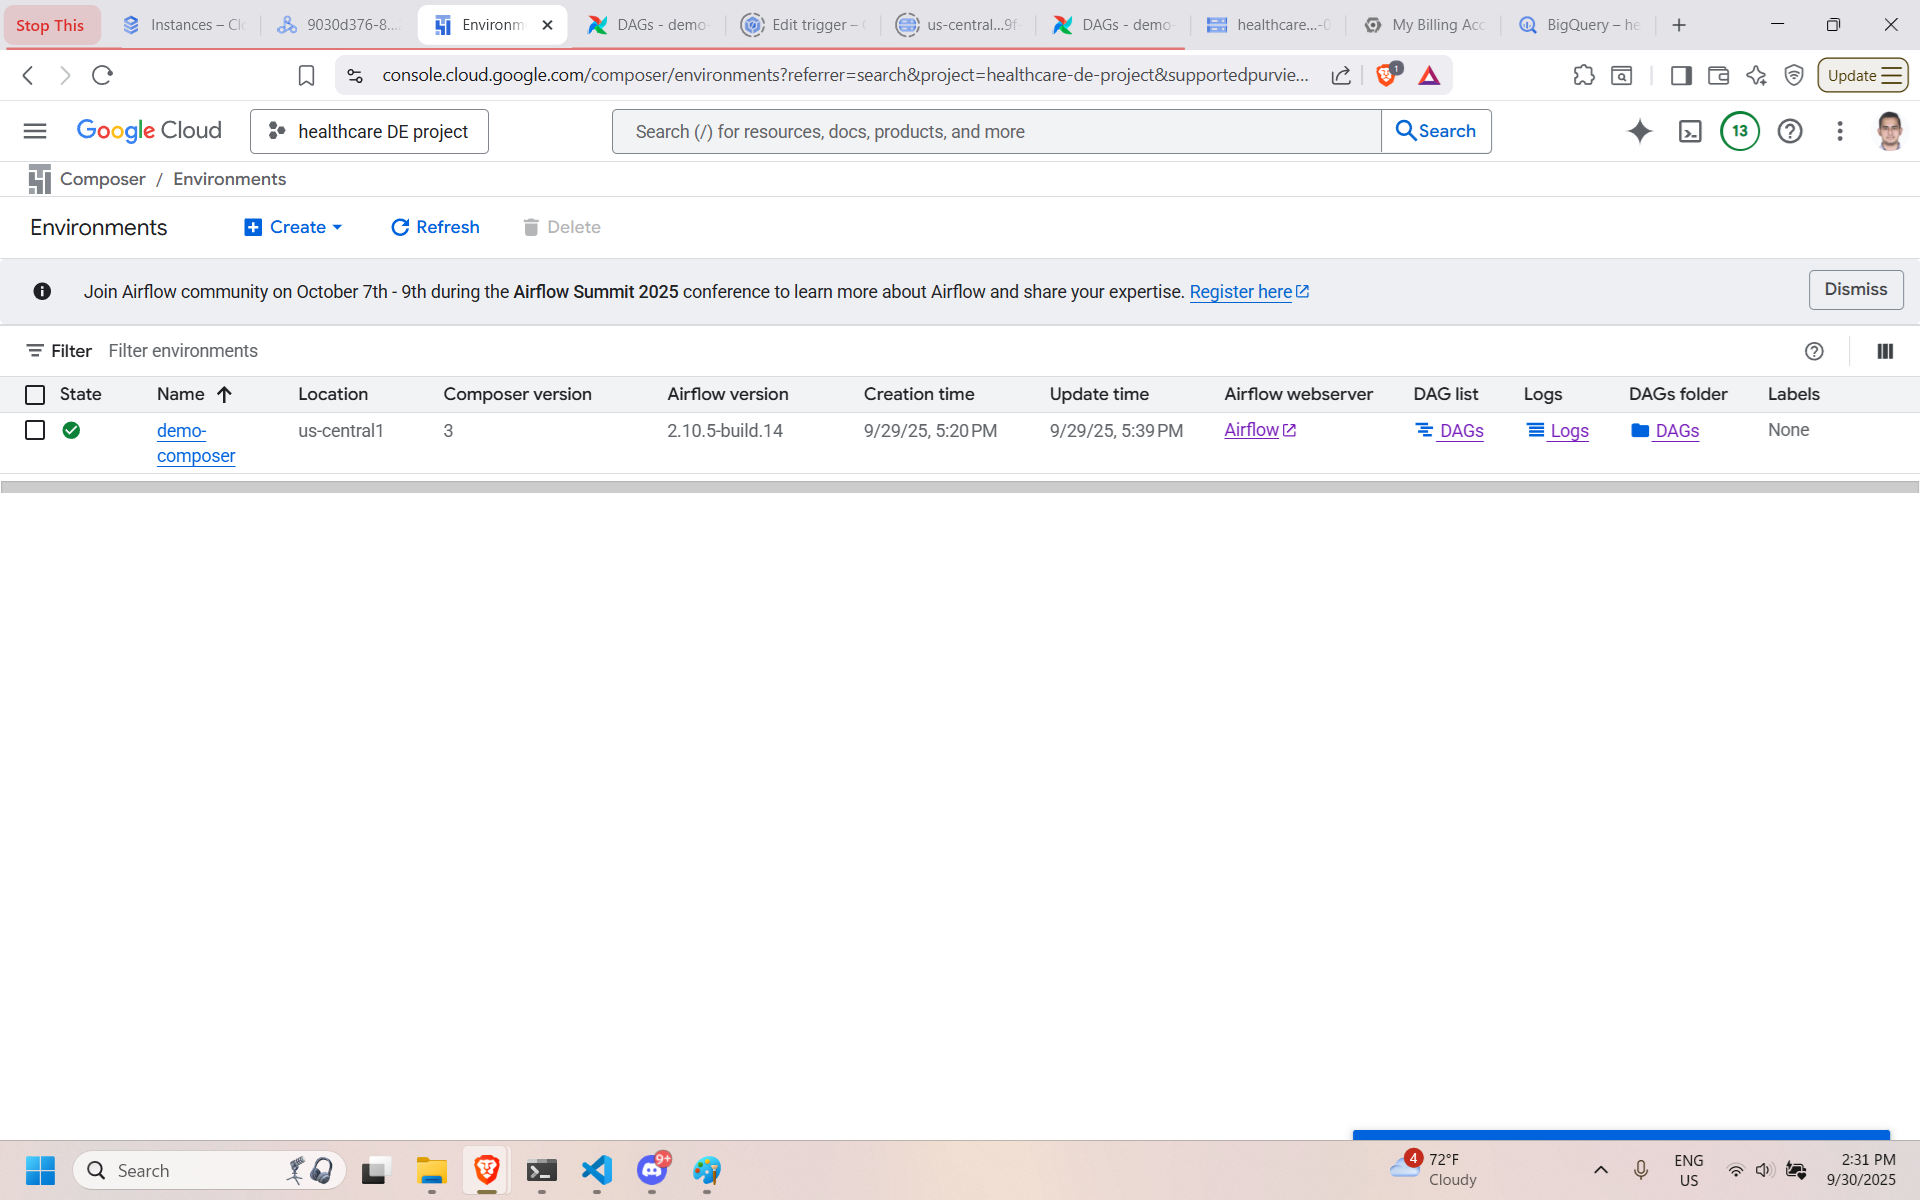 Stop This
Instances – Clo
9030d376-8...
Environm
DAGs - demo-
Edit trigger –
us-central...9f
DAGs - demo-
healthcare...-0
My Billing Acc
BigQuery – he
console.cloud.google.com/composer/environments?referrer=search&project=healthcare-de-project&supportedpurvie...
1
Update
Google Cloud
healthcare DE project
Search (/) for resources, docs, products, and more
Search
13
Composer / Environments
Environments
Create
Refresh
Delete
Join Airflow community on October 7th - 9th during the Airflow Summit 2025 conference to learn more about Airflow and share your expertise. Register here
Dismiss
Filter Filter environments
State Name Location Composer version Airflow version Creation time Update time Airflow webserver DAG list Logs DAGs folder Labels
demo- us-central1 3 2.10.5-build.14 9/29/25, 5:20 PM 9/29/25, 5:39 PM Airflow DAGs Logs DAGs None
composer
Search
9+
4
72°F
Cloudy
ENG
US
2:31 PM
9/30/2025